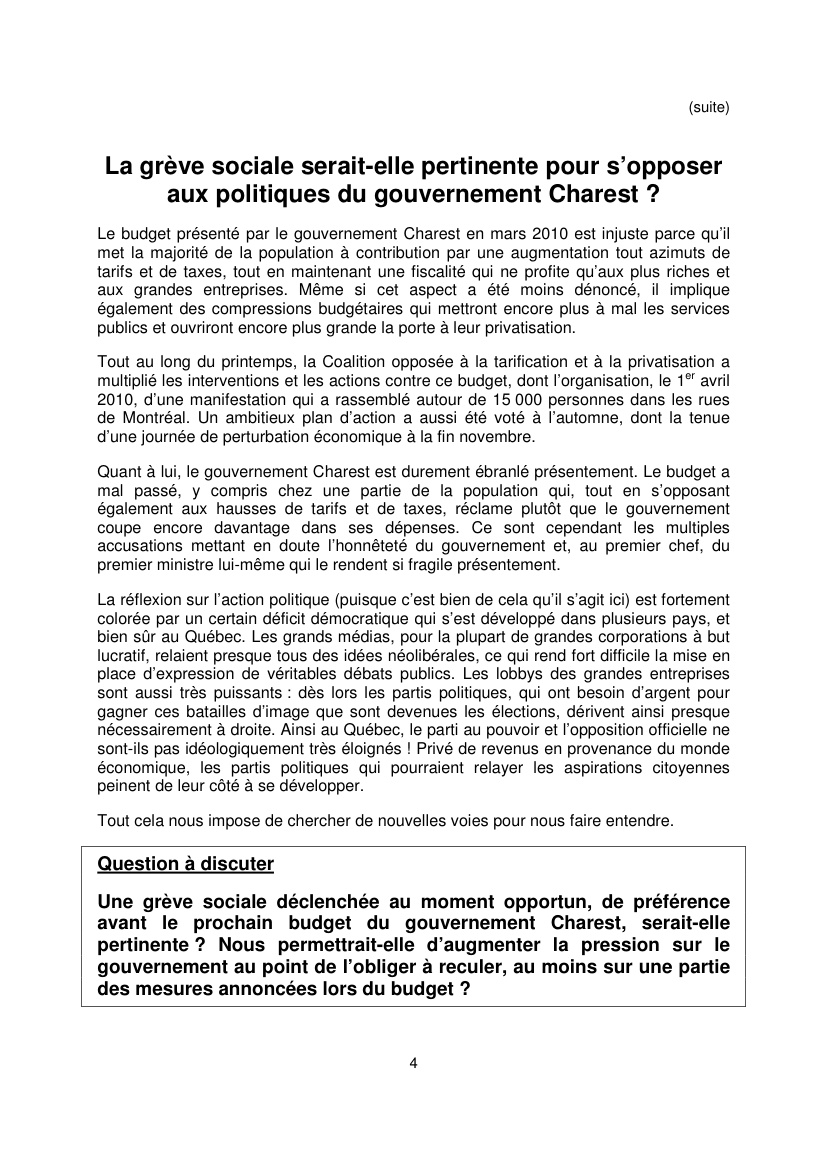 (suite)
La grève sociale serait-elle pertinente pour s’opposer
aux politiques du gouvernement Charest ?
Le budget présenté par le gouvernement Charest en mars 2010 est injuste parce qu’il
met la majorité de la population à contribution par une augmentation tout azimuts de
tarifs et de taxes, tout en maintenant une fiscalité qui ne profite qu’aux plus riches et
aux grandes entreprises. Même si cet aspect a été moins dénoncé, il implique
également des compressions budgétaires qui mettront encore plus à mal les services
publics et ouvriront encore plus grande la porte à leur privatisation.
Tout au long du printemps, la Coalition opposée à la tarification et à la privatisation a
multiplié les interventions et les actions contre ce budget, dont l’organisation, le 1er avril
2010, d’une manifestation qui a rassemblé autour de 15 000 personnes dans les rues
de Montréal. Un ambitieux plan d’action a aussi été voté à l’automne, dont la tenue
d’une journée de perturbation économique à la fin novembre.
Quant à lui, le gouvernement Charest est durement ébranlé présentement. Le budget a
mal passé, y compris chez une partie de la population qui, tout en s’opposant
également aux hausses de tarifs et de taxes, réclame plutôt que le gouvernement
coupe encore davantage dans ses dépenses. Ce sont cependant les multiples
accusations mettant en doute l’honnêteté du gouvernement et, au premier chef, du
premier ministre lui-même qui le rendent si fragile présentement.
La réflexion sur l’action politique (puisque c’est bien de cela qu’il s’agit ici) est fortement
colorée par un certain déficit démocratique qui s’est développé dans plusieurs pays, et
bien sûr au Québec. Les grands médias, pour la plupart de grandes corporations à but
lucratif, relaient presque tous des idées néolibérales, ce qui rend fort difficile la mise en
place d’expression de véritables débats publics. Les lobbys des grandes entreprises
sont aussi très puissants : dès lors les partis politiques, qui ont besoin d’argent pour
gagner ces batailles d’image que sont devenues les élections, dérivent ainsi presque
nécessairement à droite. Ainsi au Québec, le parti au pouvoir et l’opposition officielle ne
sont-ils pas idéologiquement très éloignés ! Privé de revenus en provenance du monde
économique, les partis politiques qui pourraient relayer les aspirations citoyennes
peinent de leur côté à se développer.
Tout cela nous impose de chercher de nouvelles voies pour nous faire entendre.
Question à discuter
Une grève sociale déclenchée au moment opportun, de préférence
avant le prochain budget du gouvernement Charest, serait-elle
pertinente ? Nous permettrait-elle d’augmenter la pression sur le
gouvernement au point de l’obliger à reculer, au moins sur une partie
des mesures annoncées lors du budget ?
4